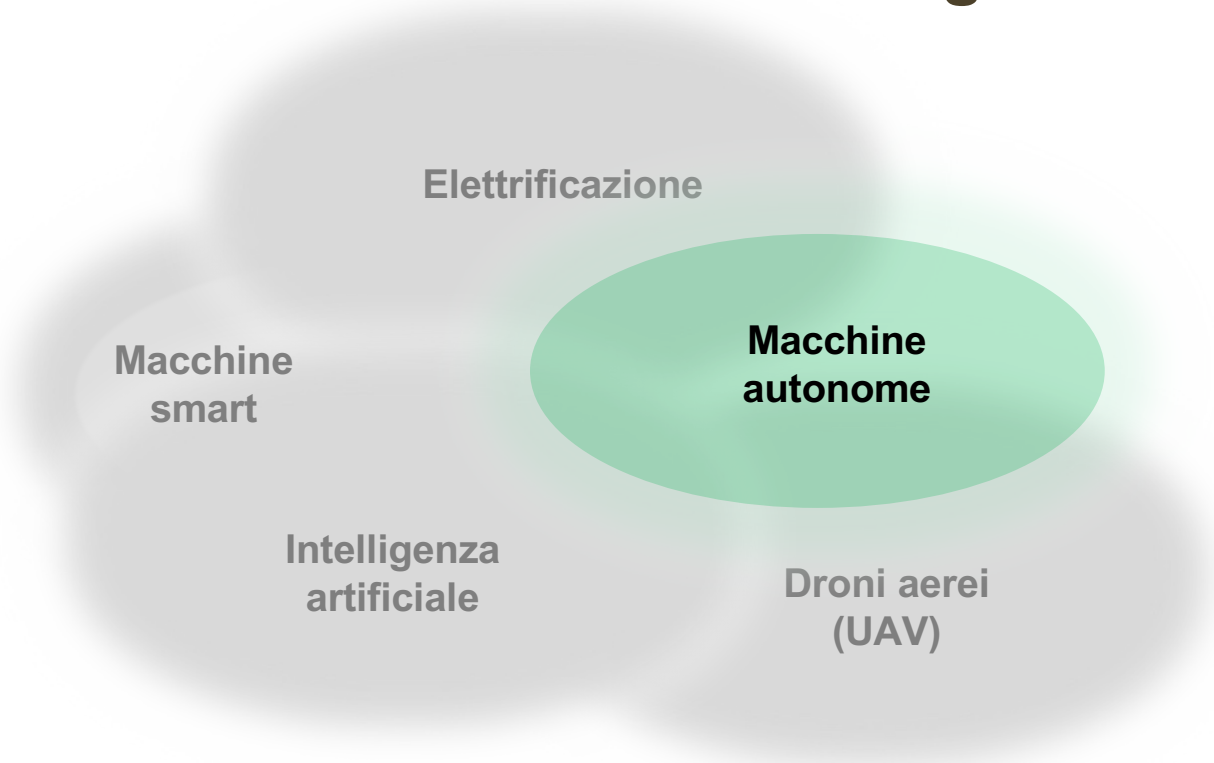 Elettrificazione
Macchine
autonome
Macchine
smart
Intelligenza
artificiale
Droni aerei
(UAV)